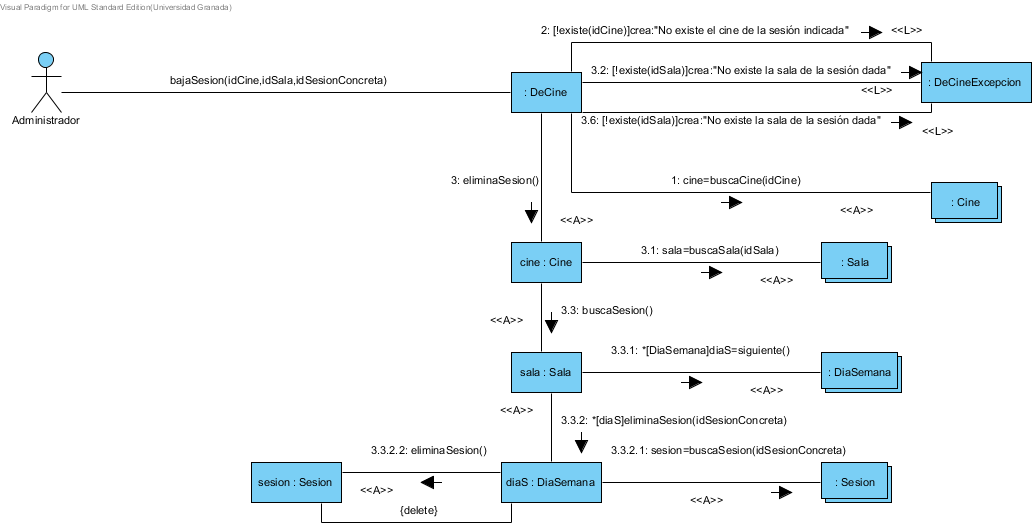 Visual Paradigm for UML Standard Edition(Universidad Granada)
2: [!existe(idCine)]crea:"No existe el cine de la sesión indicada"
<<L>>
bajaSesion(idCine,idSala,idSesionConcreta)
3.2: [!existe(idSala)]crea:"No existe la sala de la sesión dada"
<<L>>
: DeCine
: DeCineExcepcion
Administrador
3.6: [!existe(idSala)]crea:"No existe la sala de la sesión dada"
<<L>>
3: eliminaSesion()
<<A>>
1: cine=buscaCine(idCine)
<<A>>
: Cine
cine : Cine
3.1: sala=buscaSala(idSala)
<<A>>
: Sala
<<A>>
3.3: buscaSesion()
sala : Sala
3.3.1: *[DiaSemana]diaS=siguiente()
<<A>>
: DiaSemana
<<A>>
3.3.2: *[diaS]eliminaSesion(idSesionConcreta)
3.3.2.2: eliminaSesion()
3.3.2.1: sesion=buscaSesion(idSesionConcreta)
sesion : Sesion
<<A>>
diaS : DiaSemana
<<A>>
: Sesion
{delete}